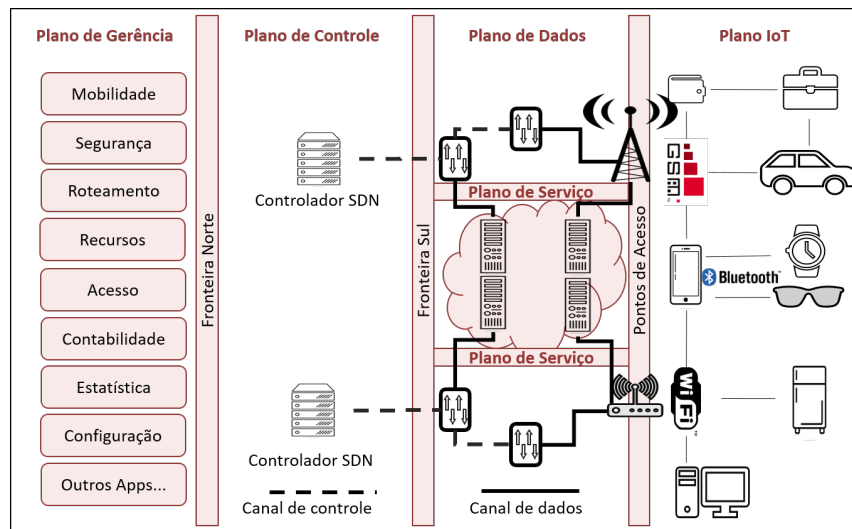 Plano de Gerência
Plano de Controle
Plano de Dados
Plano IoT
Mobilidade
Segurança
Roteamento
Recursos
Acesso
Contabilidade
Estatística
Configuração
Outros Apps...
Fronteira Norte
Controlador SDN
Controlador SDN
Canal de controle
Fronteira Sul
Plano de Serviço
Plano de Serviço
Canal de dados
Pontos de Acesso
GSM
Bluetooth™
WiFi™